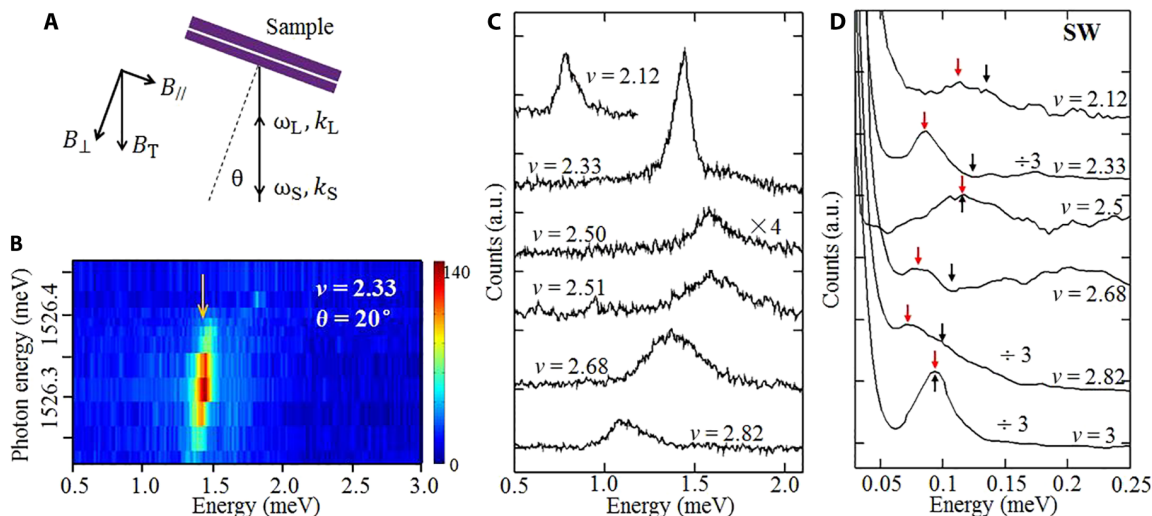 A
Sample
B//
B⊥
BT
ωL, kL
θ
ωS, kS
B
Photon energy (meV)
1526.4
1526.3
ν = 2.33
θ = 20°
140
0
0.5 1.0 1.5 2.0 2.5 3.0
Energy (meV)
C
Counts (a.u.)
ν = 2.12
ν = 2.33
ν = 2.50
×4
ν = 2.51
ν = 2.68
ν = 2.82
0.5 1.0 1.5 2.0
Energy (meV)
D
SW
Counts (a.u.)
ν = 2.12
÷3
ν = 2.33
ν = 2.5
ν = 2.68
÷3
ν = 2.82
÷3
ν = 3
0.05 0.10 0.15 0.20 0.25
Energy (meV)